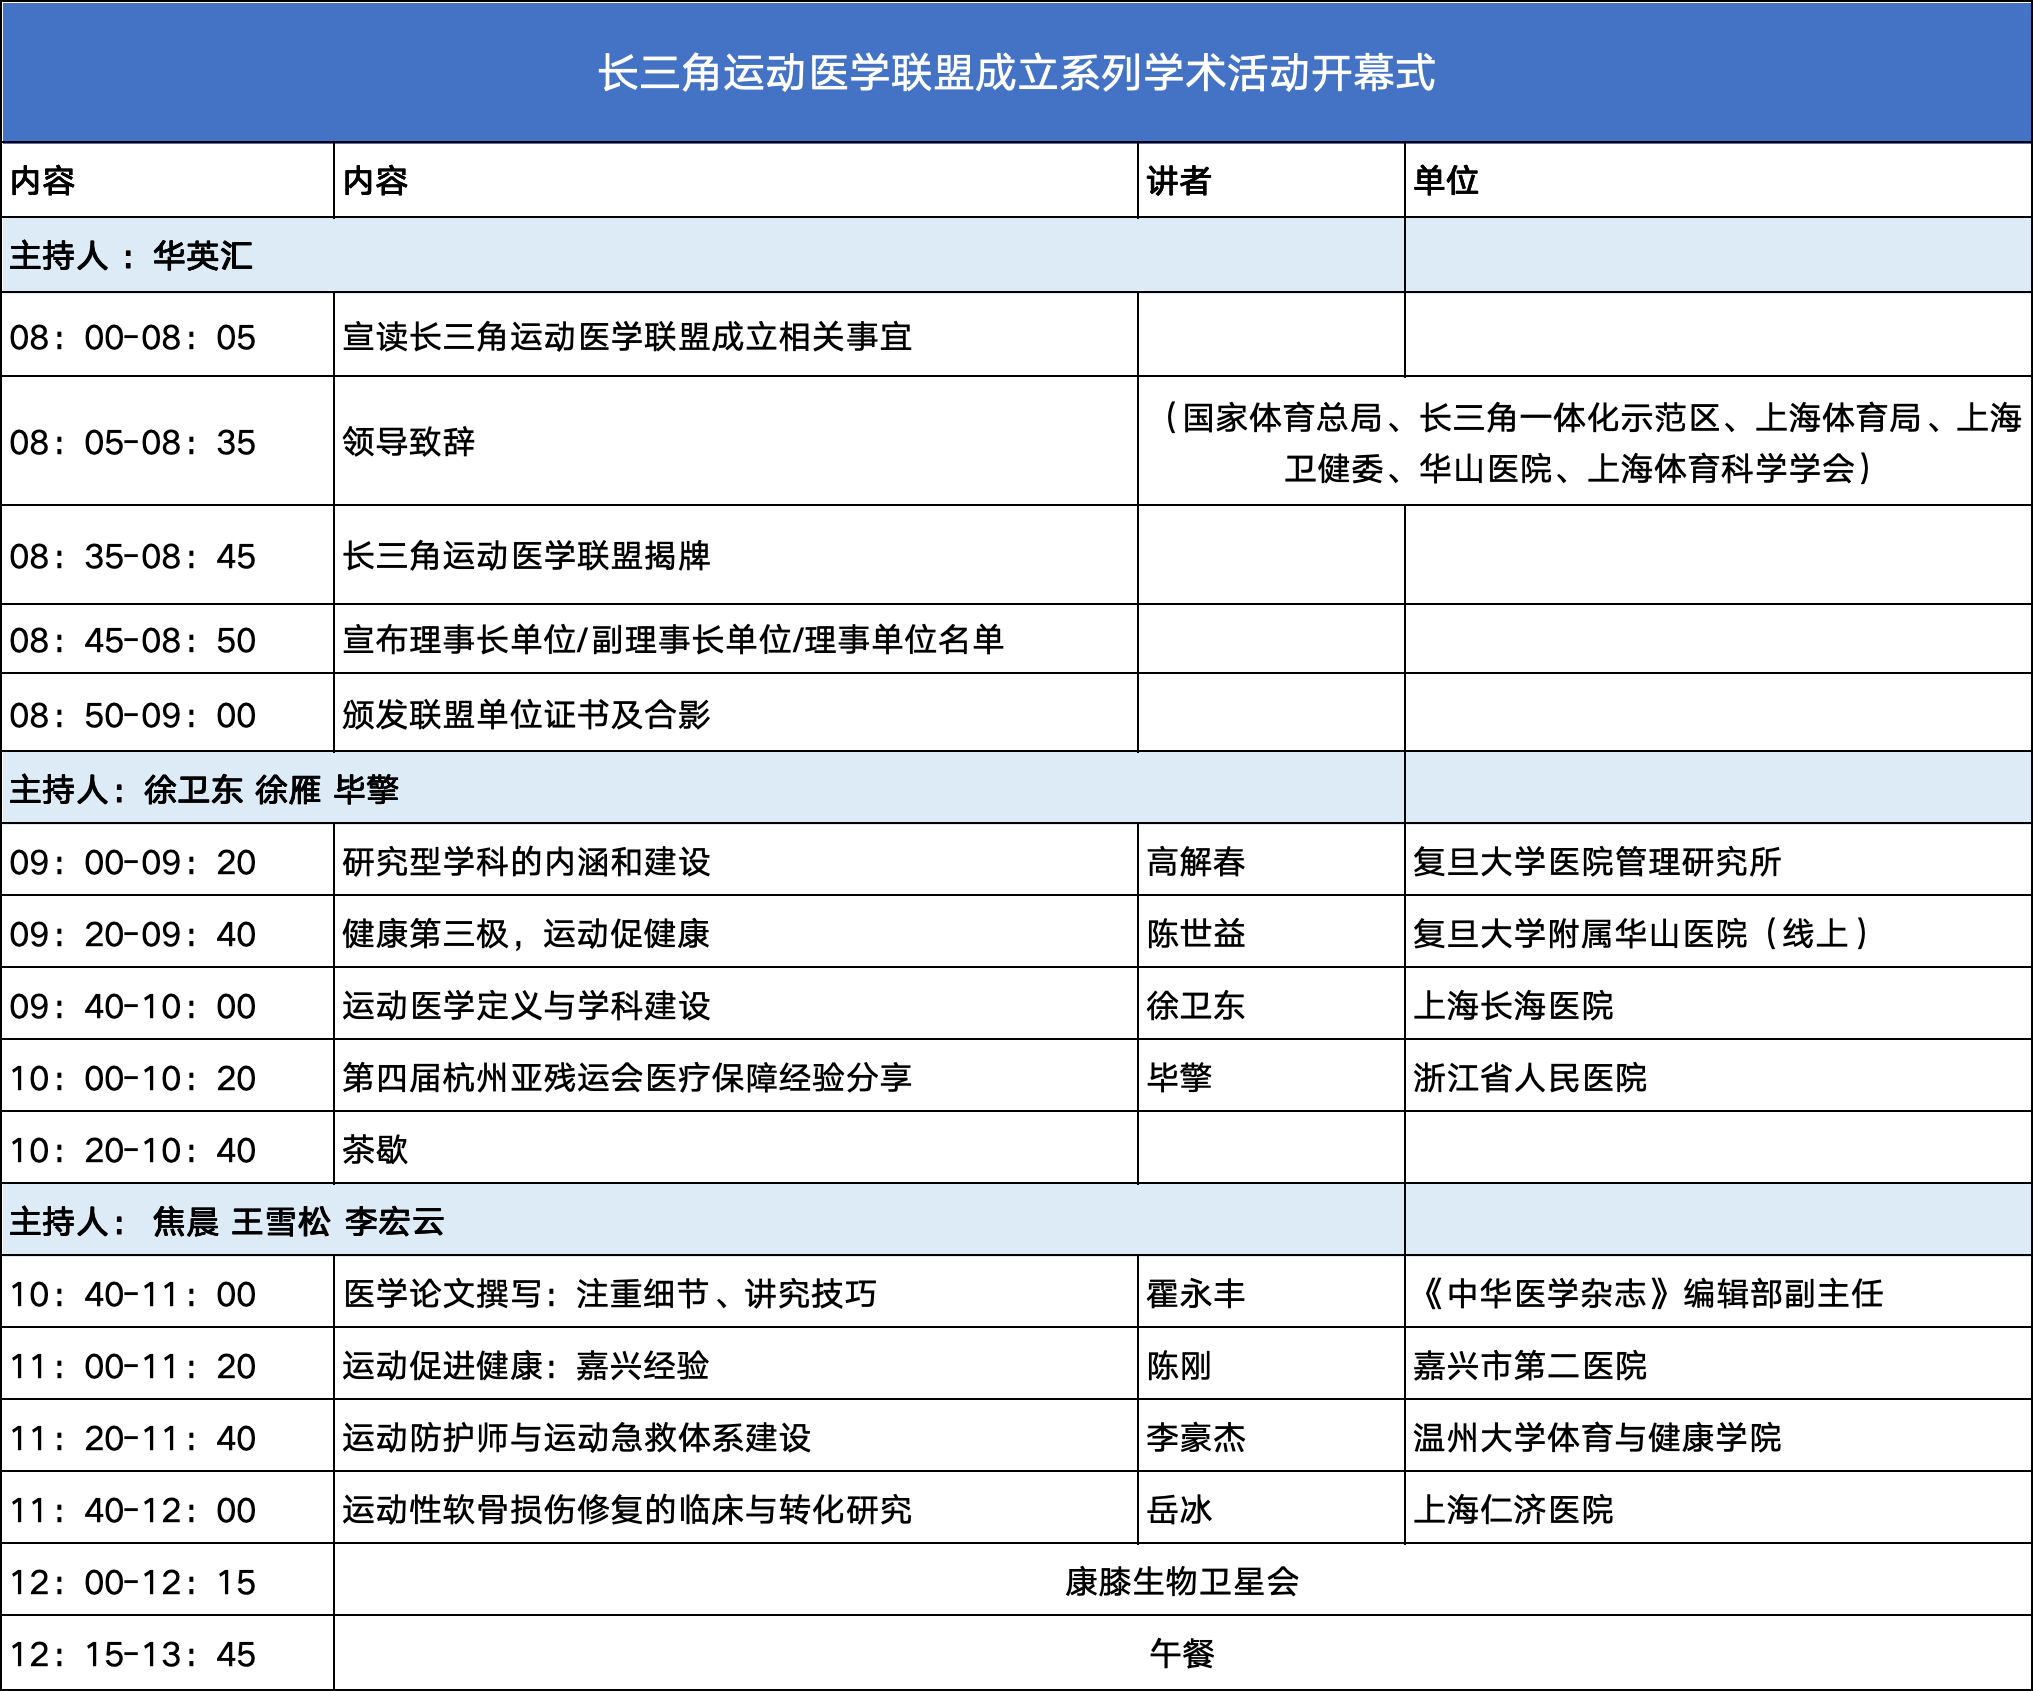 长三角运动医学联盟成立系列学术活动开幕式
内容 内容 讲者 单位
主持人 ：华英汇
08：00-08：05 宣读长三角运动医学联盟成立相关事宜
08：05-08：35 领导致辞 （国家体育总局、长三角一体化示范区、上海体育局、上海
卫健委、华山医院、上海体育科学学会）
08：35-08：45 长三角运动医学联盟揭牌
08：45-08：50 宣布理事长单位/副理事长单位/理事单位名单
08：50-09：00 颁发联盟单位证书及合影
主持人：徐卫东 徐雁 毕擎
09：00-09：20 研究型学科的内涵和建设 高解春 复旦大学医院管理研究所
09：20-09：40 健康第三极，运动促健康 陈世益 复旦大学附属华山医院（线上）
09：40-10：00 运动医学定义与学科建设 徐卫东 上海长海医院
10：00-10：20 第四届杭州亚残运会医疗保障经验分享 毕擎 浙江省人民医院
10：20-10：40 茶歇
主持人： 焦晨 王雪松 李宏云
10：40-11：00 医学论文撰写：注重细节、讲究技巧 霍永丰 《中华医学杂志》编辑部副主任
11：00-11：20 运动促进健康：嘉兴经验 陈刚 嘉兴市第二医院
11：20-11：40 运动防护师与运动急救体系建设 李豪杰 温州大学体育与健康学院
11：40-12：00 运动性软骨损伤修复的临床与转化研究 岳冰 上海仁济医院
12：00-12：15 康膝生物卫星会
12：15-13：45 午餐